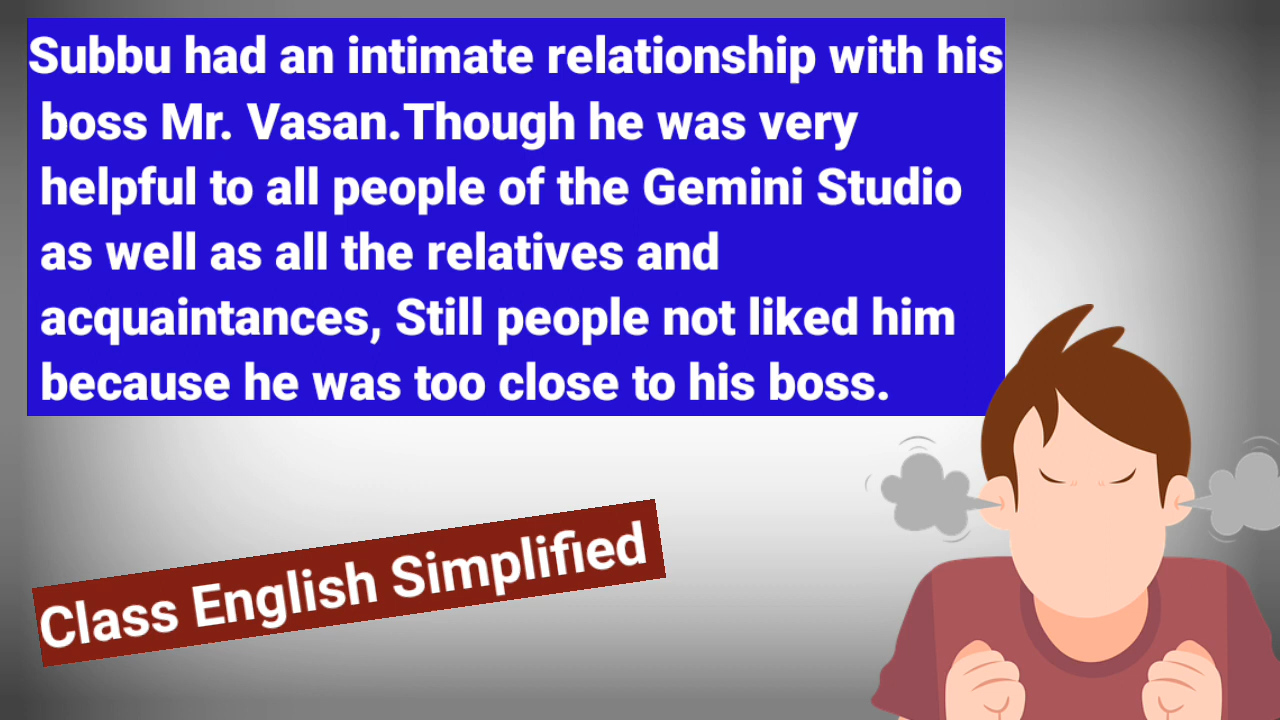 Subbu had an intimate relationship with his
boss Mr. Vasan.Though he was very
helpful to all people of the Gemini Studio
as well as all the relatives and
acquaintances, Still people not liked him
because he was too close to his boss.
Class English Simplified